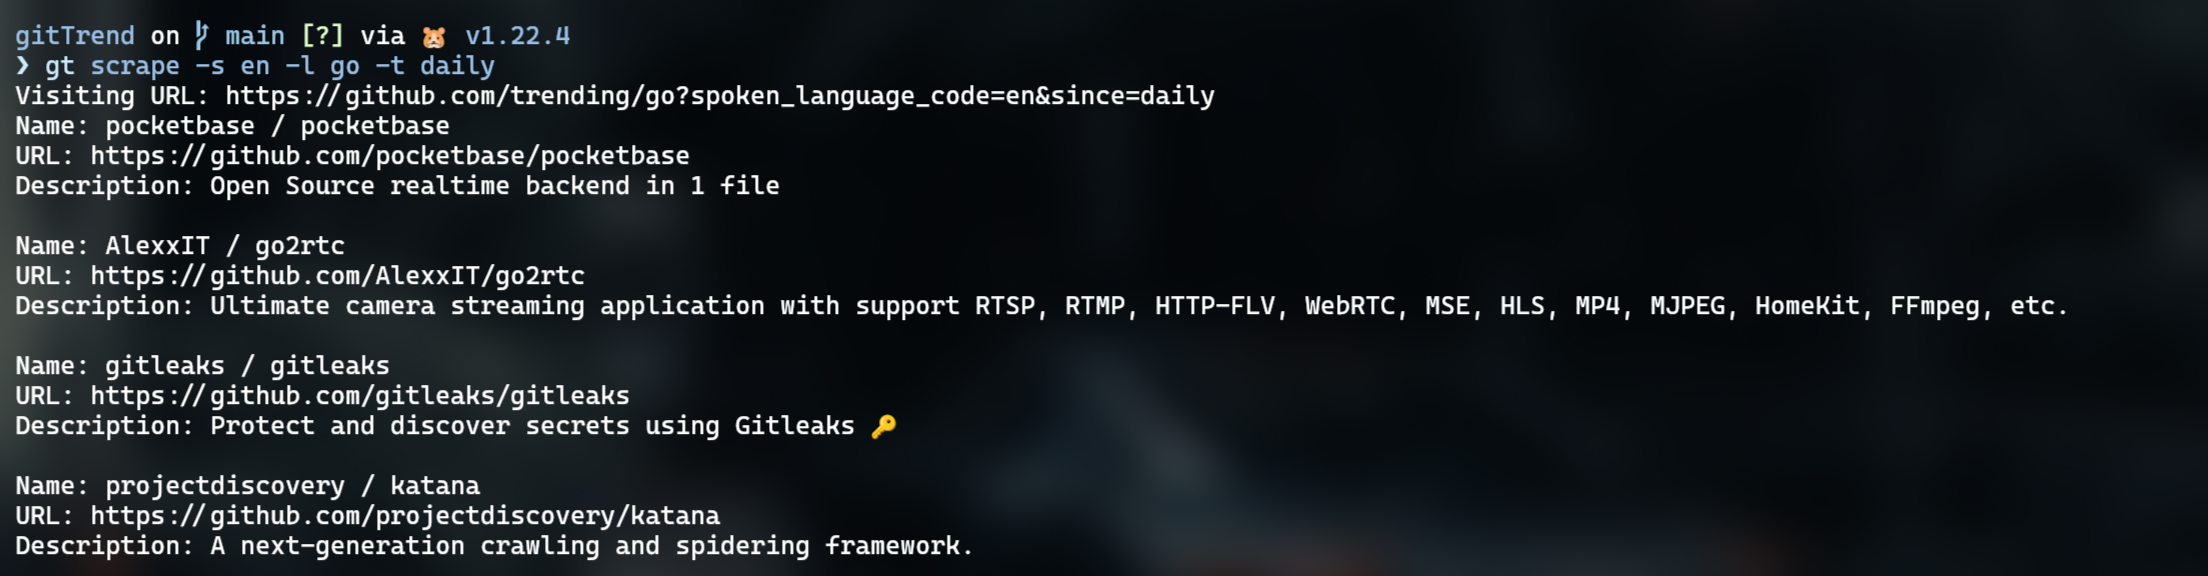 gitTrend on main [?] via 🐹 v1.22.4
❯ gt scrape -s en -l go -t daily
Visiting URL: https://github.com/trending/go?spoken_language_code=en&since=daily
Name: pocketbase / pocketbase
URL: https://github.com/pocketbase/pocketbase
Description: Open Source realtime backend in 1 file
Name: AlexxIT / go2rtc
URL: https://github.com/AlexxIT/go2rtc
Description: Ultimate camera streaming application with support RTSP, RTMP, HTTP-FLV, WebRTC, MSE, HLS, MP4, MJPEG, HomeKit, FFmpeg, etc.
Name: gitleaks / gitleaks
URL: https://github.com/gitleaks/gitleaks
Description: Protect and discover secrets using Gitleaks 🔑
Name: projectdiscovery / katana
URL: https://github.com/projectdiscovery/katana
Description: A next-generation crawling and spidering framework.